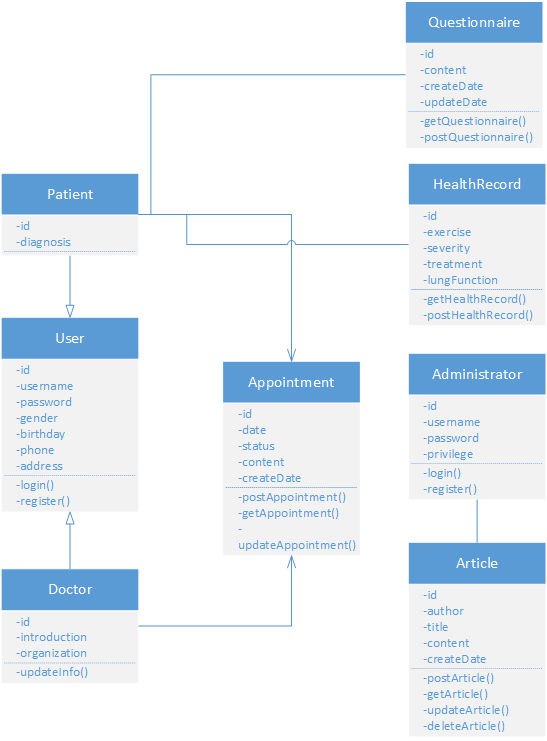 Questionnaire
-id
-content
-createDate
-updateDate
-getQuestionnaire()
-postQuestionnaire()
Patient
-id
-diagnosis
HealthRecord
-id
-exercise
-severity
-treatment
-lungFunction
-getHealthRecord()
-postHealthRecord()
User
-id
-username
-password
-gender
-birthday
-phone
-address
-login()
-register()
Appointment
-id
-date
-status
-content
-createDate
-postAppointment()
-getAppointment()
-
updateAppointment()
Administrator
-id
-username
-password
-privilege
-login()
-register()
Doctor
-id
-introduction
-organization
-updateInfo()
Article
-id
-author
-title
-content
-createDate
-postArticle()
-getArticle()
-updateArticle()
-deleteArticle()